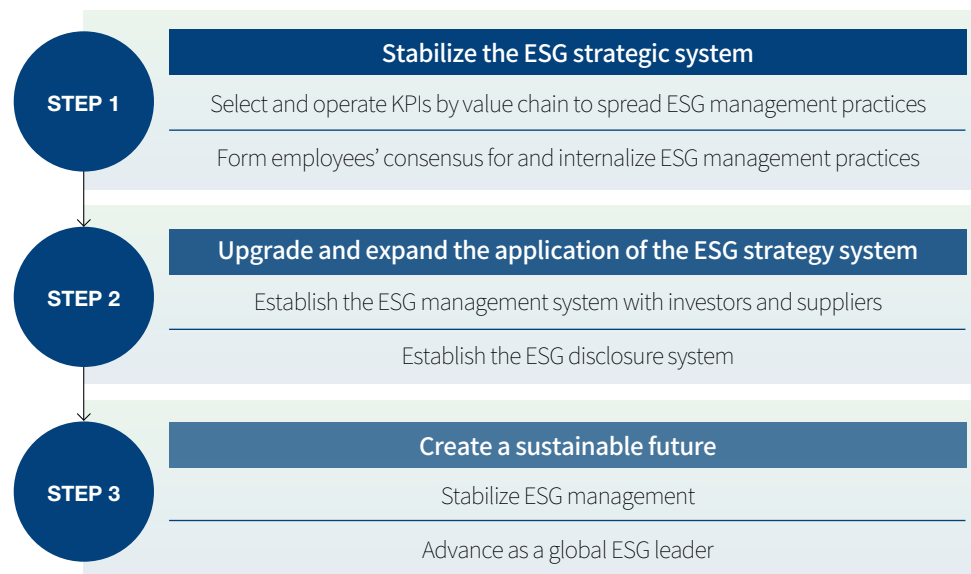 STEP 1
Stabilize the ESG strategic system
Select and operate KPIs by value chain to spread ESG management practices
Form employees’ consensus for and internalize ESG management practices
STEP 2
Upgrade and expand the application of the ESG strategy system
Establish the ESG management system with investors and suppliers
Establish the ESG disclosure system
STEP 3
Create a sustainable future
Stabilize ESG management
Advance as a global ESG leader